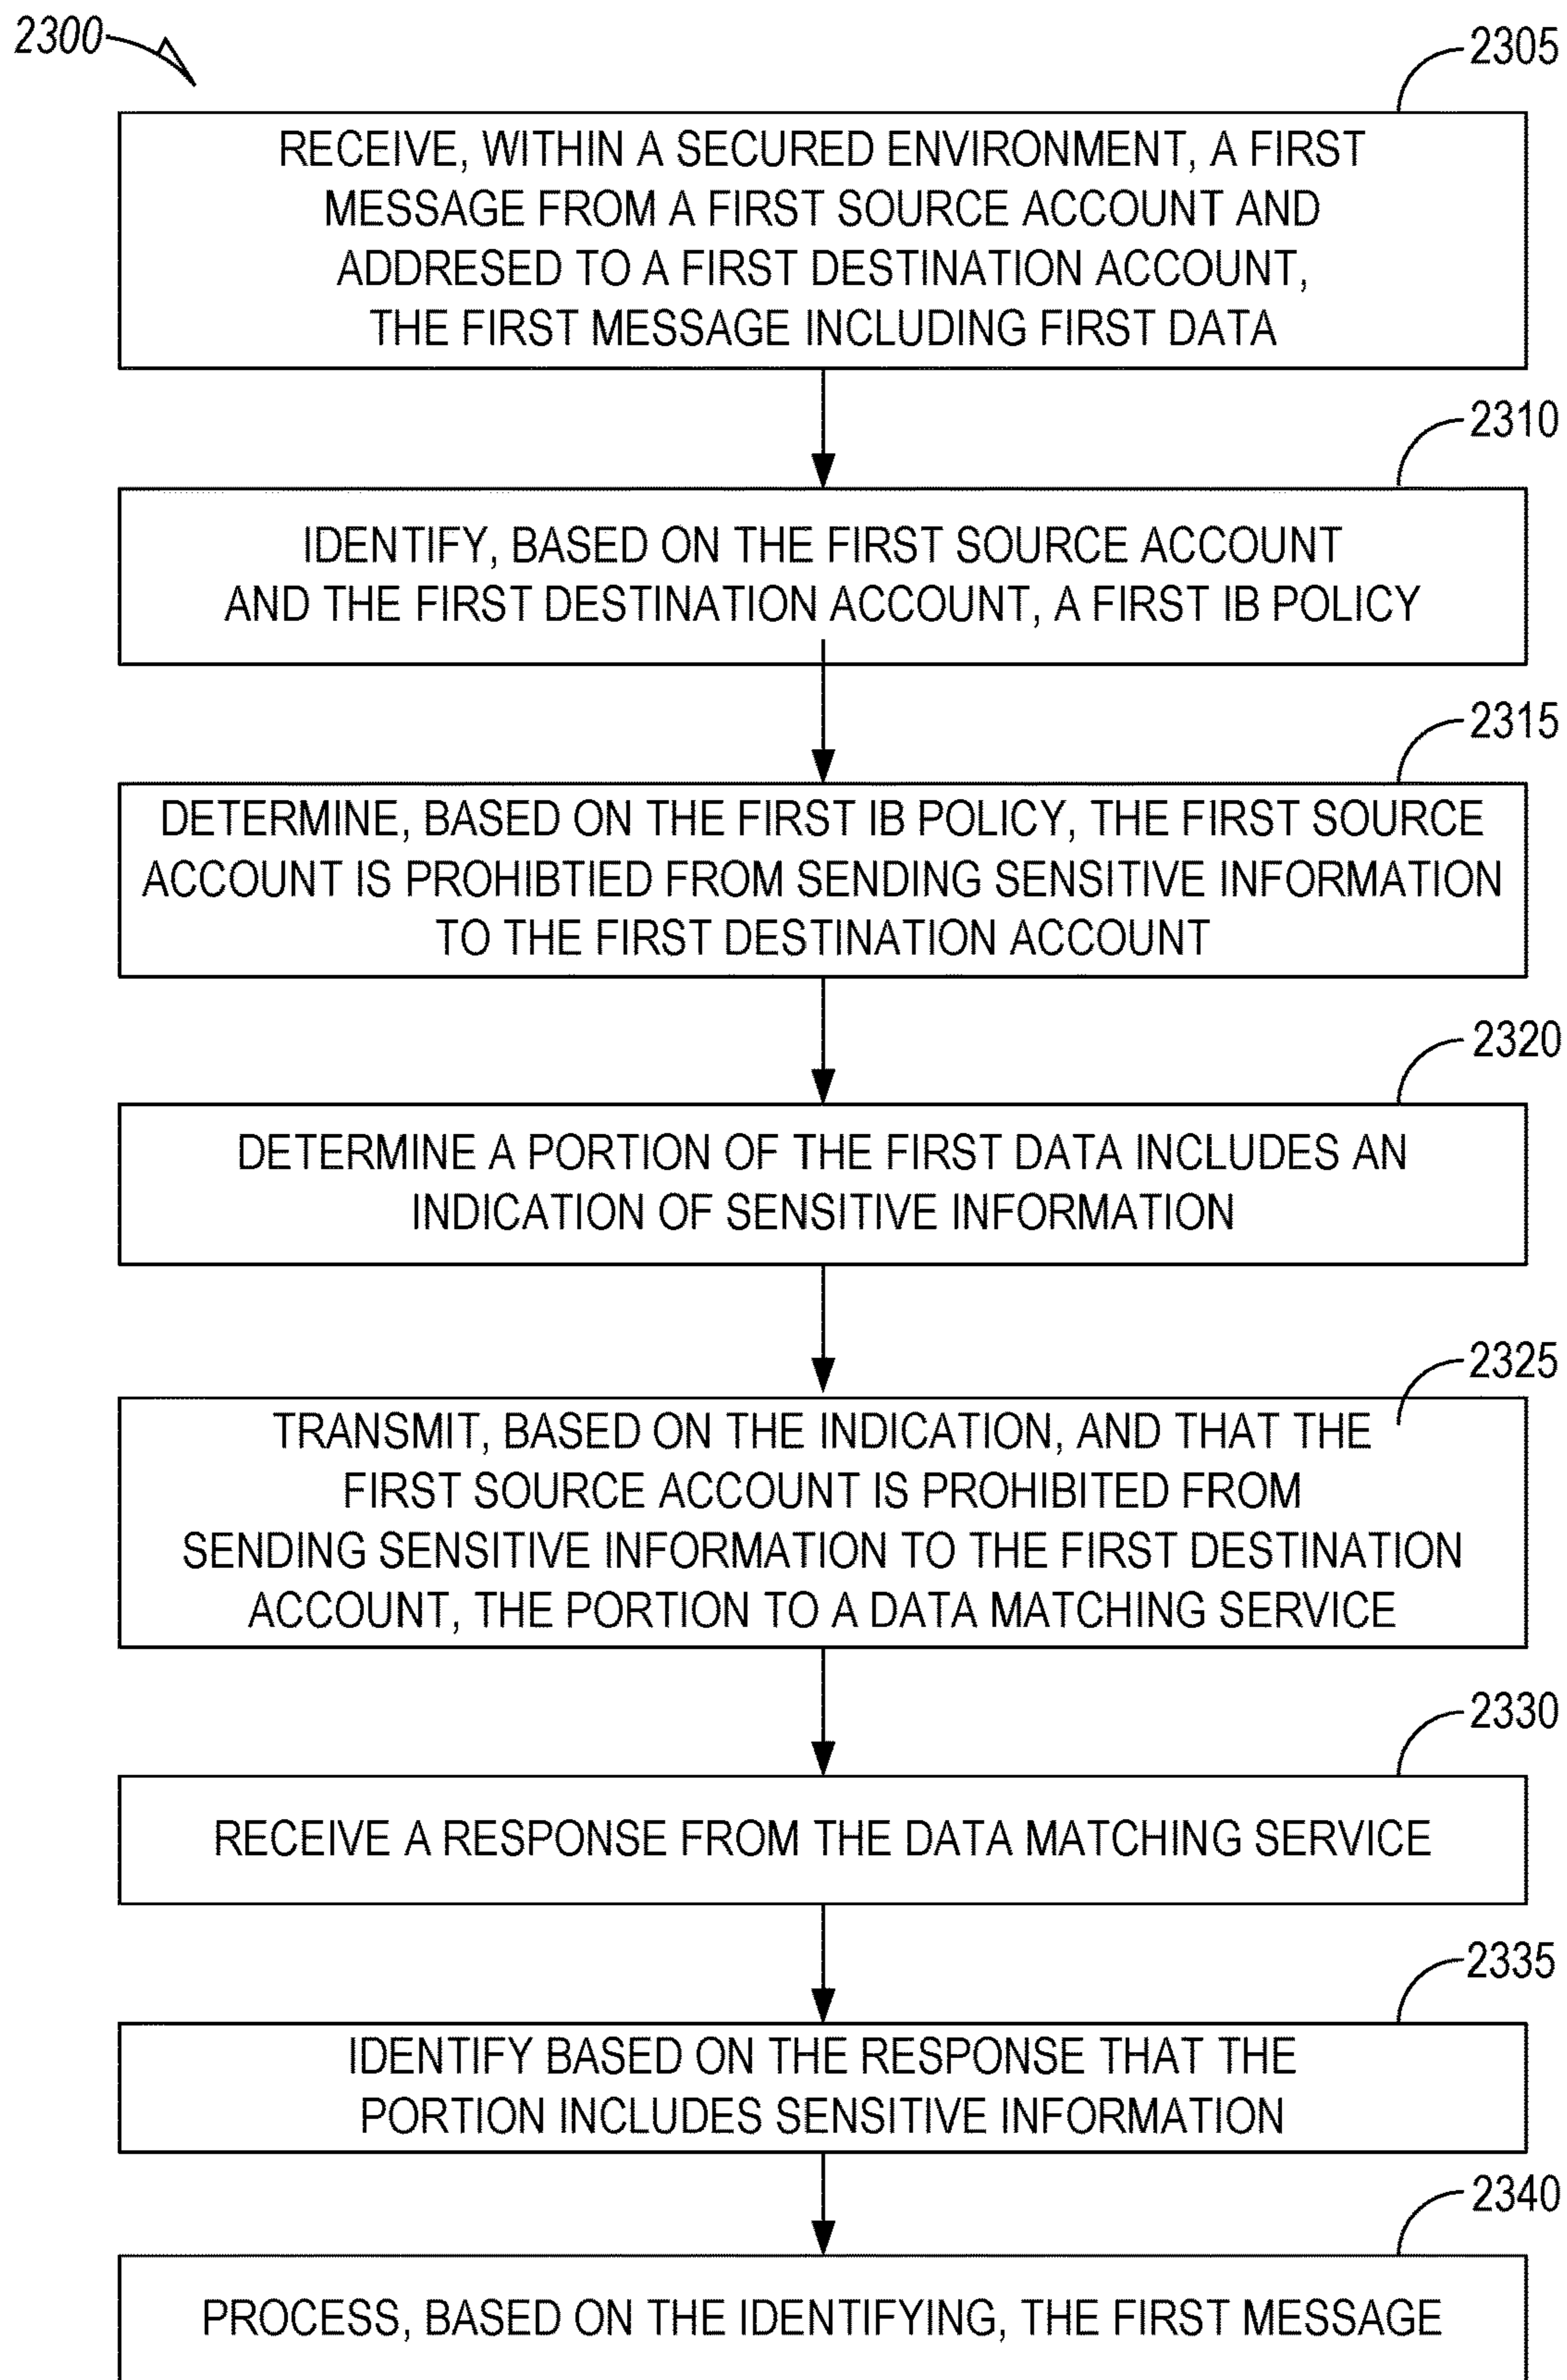 2300
2305
RECEIVE, WITHIN A SECURED ENVIRONMENT, A FIRST
MESSAGE FROM A FIRST SOURCE ACCOUNT AND
ADDRESED TO A FIRST DESTINATION ACCOUNT,
THE FIRST MESSAGE INCLUDING FIRST DATA
2310
IDENTIFY, BASED ON THE FIRST SOURCE ACCOUNT
AND THE FIRST DESTINATION ACCOUNT, A FIRST IB POLICY
2315
DETERMINE, BASED ON THE FIRST IB POLICY, THE FIRST SOURCE
ACCOUNT IS PROHIBTIED FROM SENDING SENSITIVE INFORMATION
TO THE FIRST DESTINATION ACCOUNT
2320
DETERMINE A PORTION OF THE FIRST DATA INCLUDES AN
INDICATION OF SENSITIVE INFORMATION
2325
TRANSMIT, BASED ON THE INDICATION, AND THAT THE
FIRST SOURCE ACCOUNT IS PROHIBITED FROM
SENDING SENSITIVE INFORMATION TO THE FIRST DESTINATION
ACCOUNT, THE PORTION TO A DATA MATCHING SERVICE
2330
RECEIVE A RESPONSE FROM THE DATA MATCHING SERVICE
2335
IDENTIFY BASED ON THE RESPONSE THAT THE
PORTION INCLUDES SENSITIVE INFORMATION
2340
PROCESS, BASED ON THE IDENTIFYING, THE FIRST MESSAGE